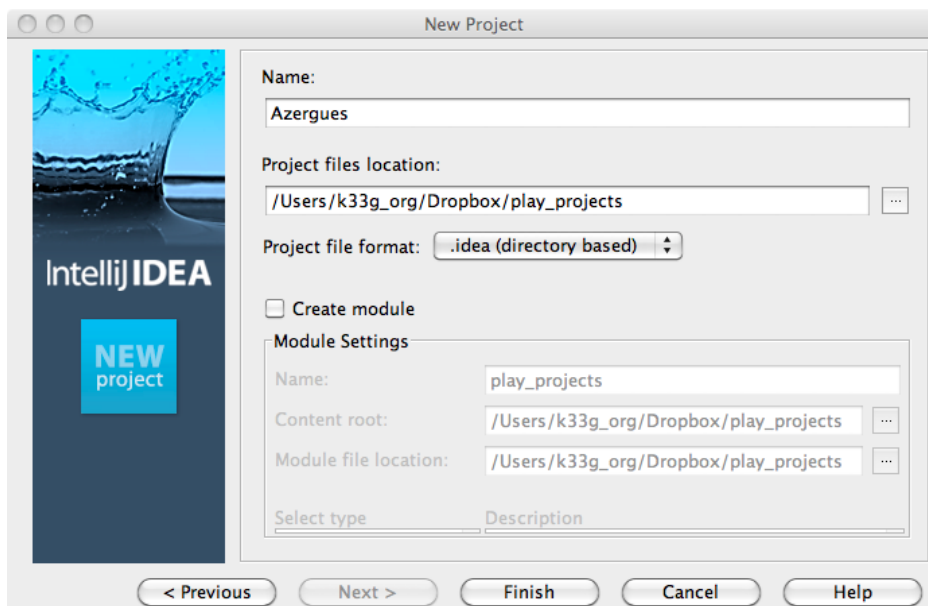 New Project
Name:
Azergues
Project files location:
/Users/k33g_org/Dropbox/play_projects
...
Project file format: .idea (directory based)
IntelliJ IDEA
NEW
project
Create module
Module Settings
Name: play_projects
Content root: /Users/k33g_org/Dropbox/play_projects ...
Module file location: /Users/k33g_org/Dropbox/play_projects ...
Select type Description
< Previous Next > Finish Cancel Help